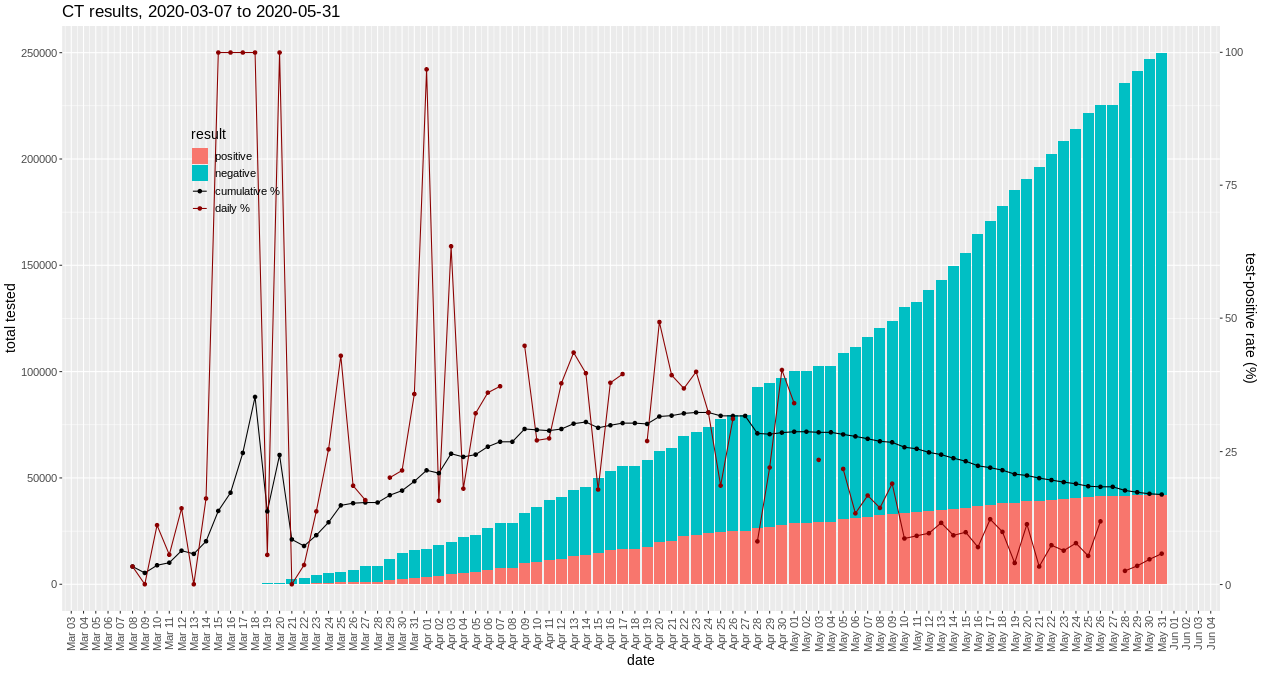 CT results, 2020-03-07 to 2020-05-31
250000
200000
150000
100000
50000
0
total tested
result
positive
negative
cumulative %
daily %
100
75
50
25
0
test-positive rate (%)
Mar 03
Mar 04
Mar 05
Mar 06
Mar 07
Mar 08
Mar 09
Mar 10
Mar 11
Mar 12
Mar 13
Mar 14
Mar 15
Mar 16
Mar 17
Mar 18
Mar 19
Mar 20
Mar 21
Mar 22
Mar 23
Mar 24
Mar 25
Mar 26
Mar 27
Mar 28
Mar 29
Mar 30
Mar 31
Apr 01
Apr 02
Apr 03
Apr 04
Apr 05
Apr 06
Apr 07
Apr 08
Apr 09
Apr 10
Apr 11
Apr 12
Apr 13
Apr 14
Apr 15
Apr 16
Apr 17
Apr 18
Apr 19
Apr 20
Apr 21
Apr 22
Apr 23
Apr 24
Apr 25
Apr 26
Apr 27
Apr 28
Apr 29
Apr 30
May 01
May 02
May 03
May 04
May 05
May 06
May 07
May 08
May 09
May 10
May 11
May 12
May 13
May 14
May 15
May 16
May 17
May 18
May 19
May 20
May 21
May 22
May 23
May 24
May 25
May 26
May 27
May 28
May 29
May 30
May 31
Jun 01
Jun 02
Jun 03
Jun 04
date